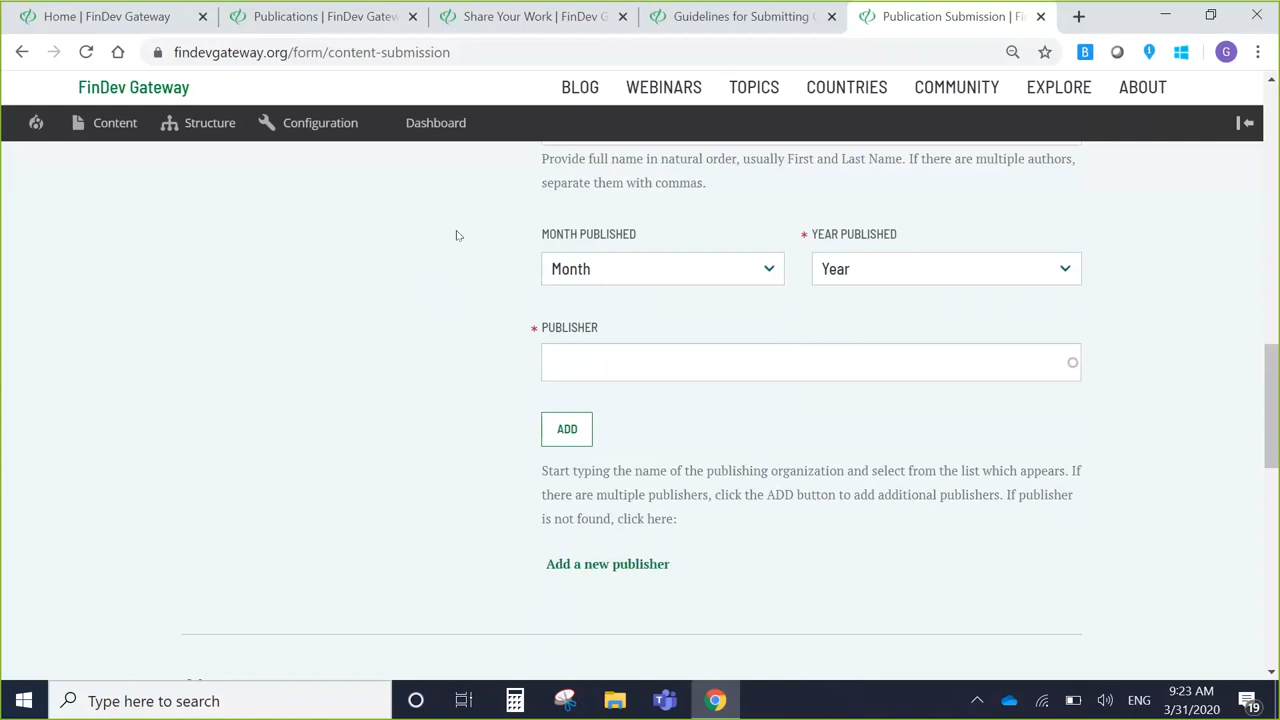 Home | FinDev Gateway
Publications | FinDev Gatew
Share Your Work | FinDev G
Guidelines for Submitting
Publication Submission | Fi
findevgateway.org/form/content-submission
B
G
FinDev Gateway
BLOG
WEBINARS
TOPICS
COUNTRIES
COMMUNITY
EXPLORE
ABOUT
Content
Structure
Configuration
Dashboard
Provide full name in natural order, usually First and Last Name. If there are multiple authors,
separate them with commas.
MONTH PUBLISHED
* YEAR PUBLISHED
Month
Year
* PUBLISHER
ADD
Start typing the name of the publishing organization and select from the list which appears. If
there are multiple publishers, click the ADD button to add additional publishers. If publisher
is not found, click here:
Add a new publisher
Type here to search
ENG
9:23 AM
3/31/2020
19